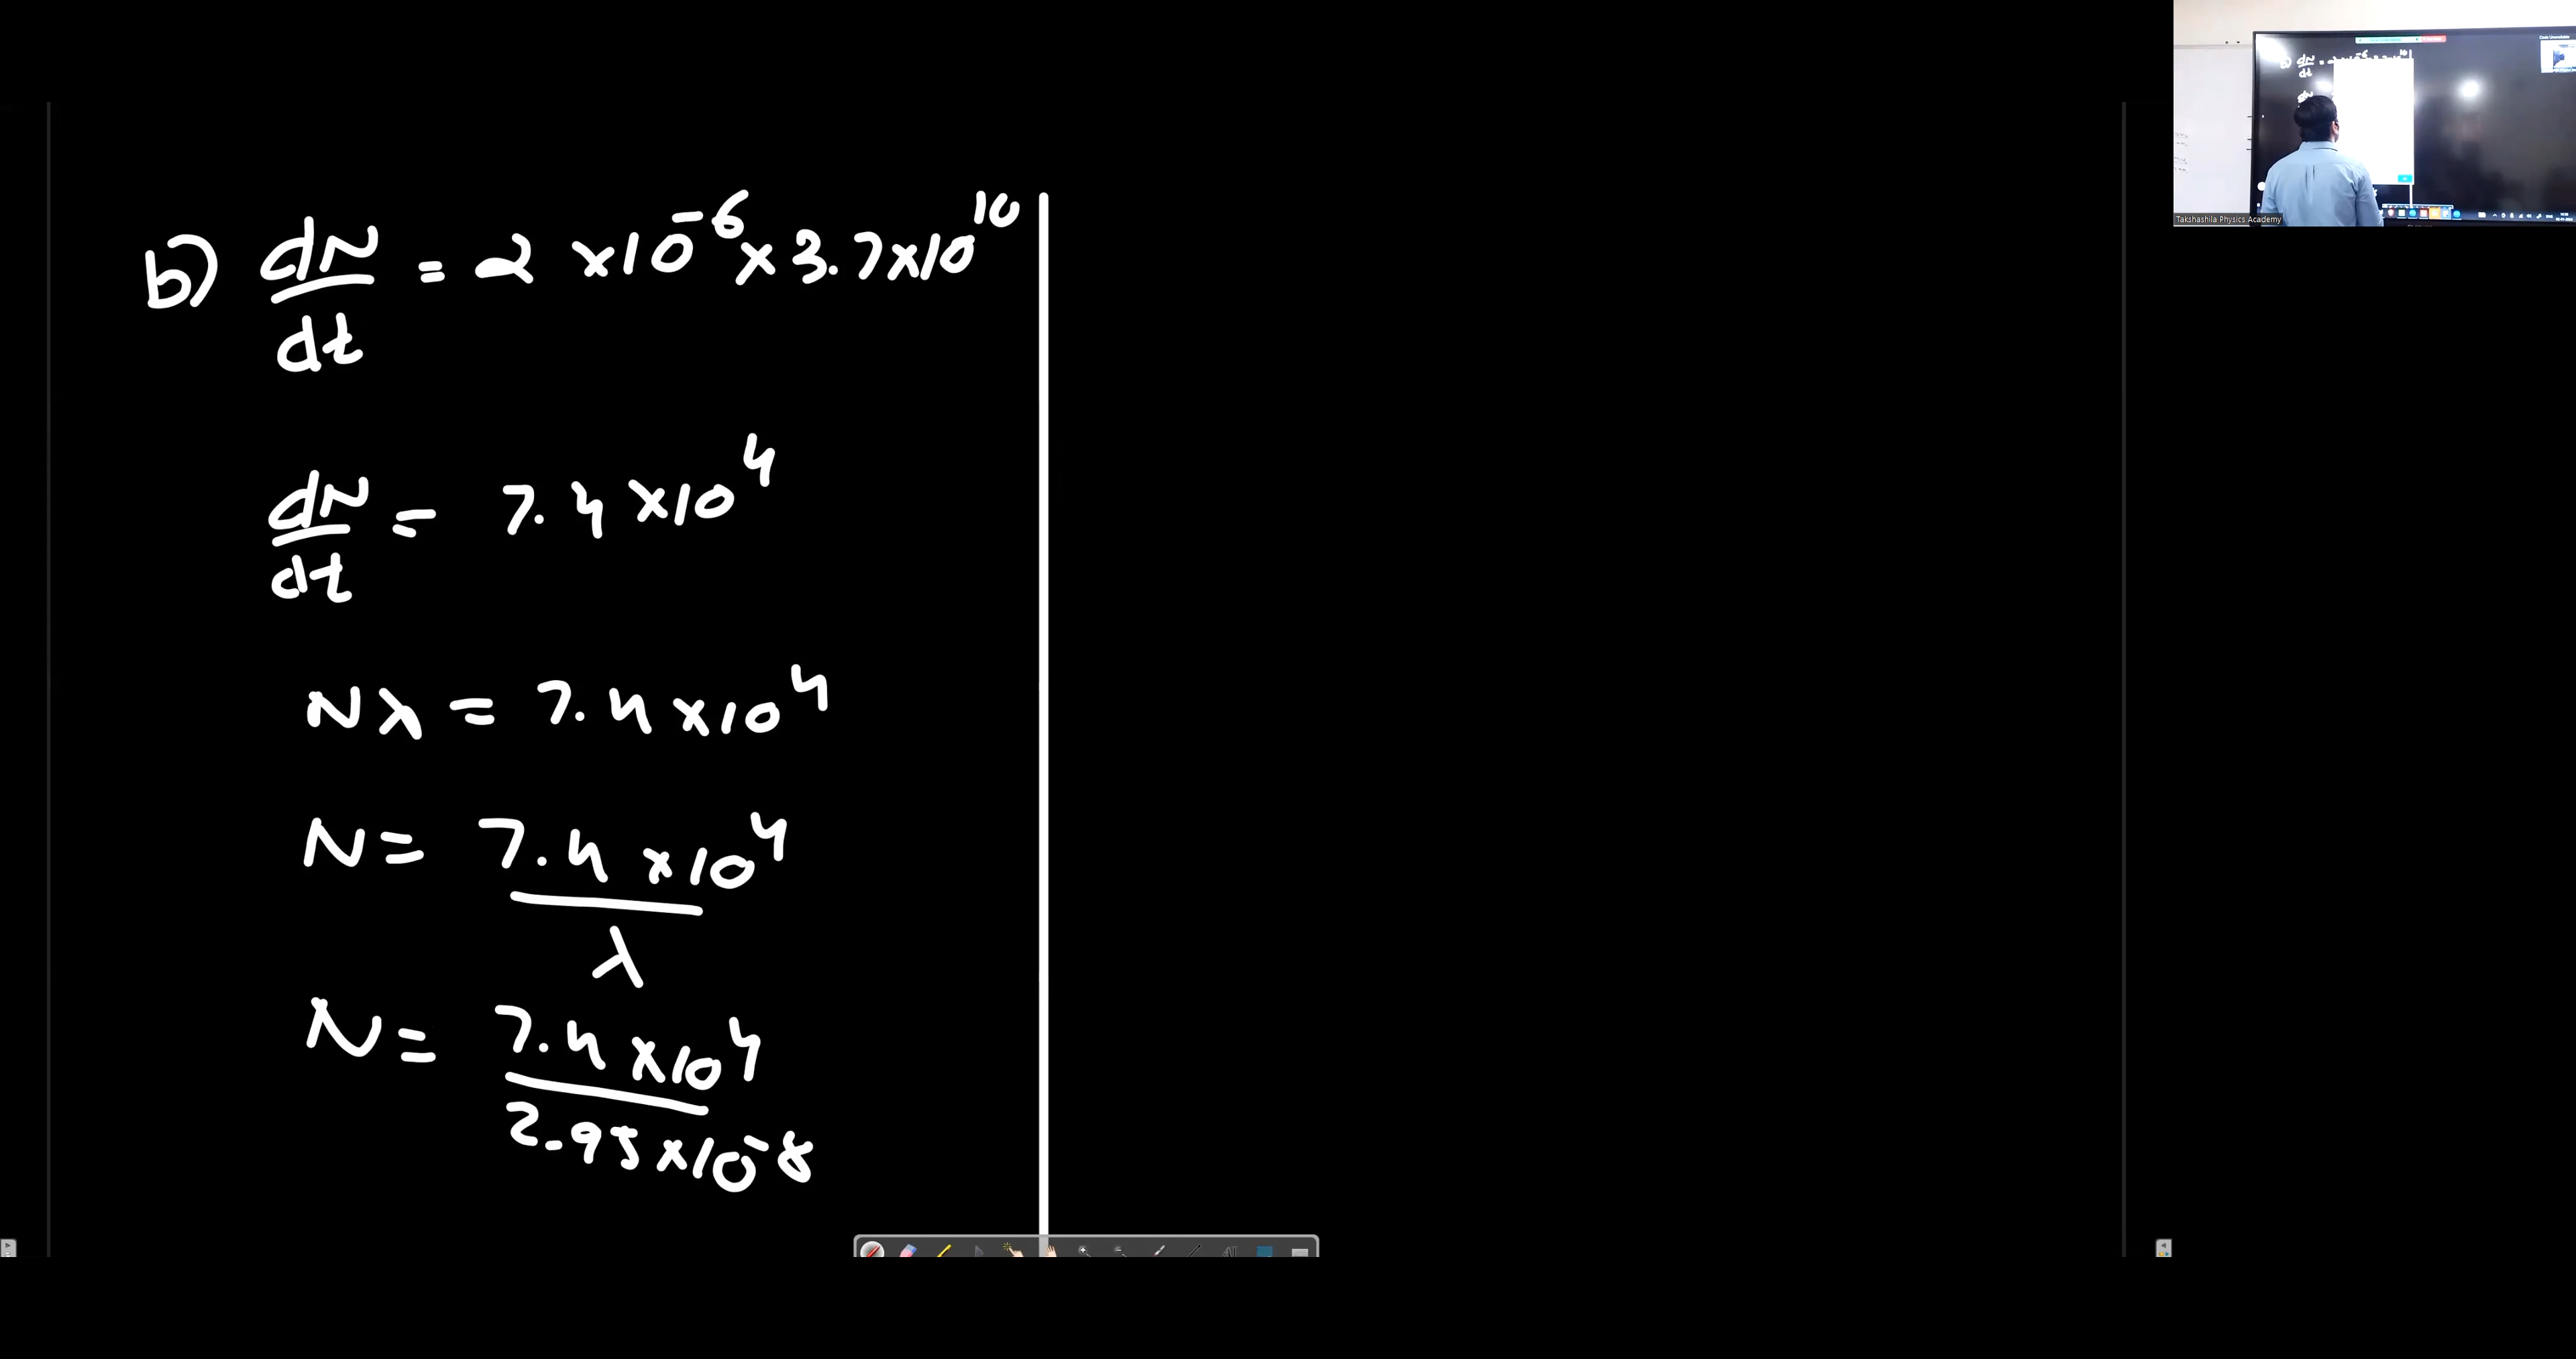 b) dN/dt = 2 × 10⁻⁶ × 3.7 × 10¹⁰
dN/dt = 7.4 × 10⁴
Nλ = 7.4 × 10⁴
N = 7.4 × 10⁴ / λ
N = 7.4 × 10⁴ / 2.95 × 10⁻⁸
Takshashila Physics Academy